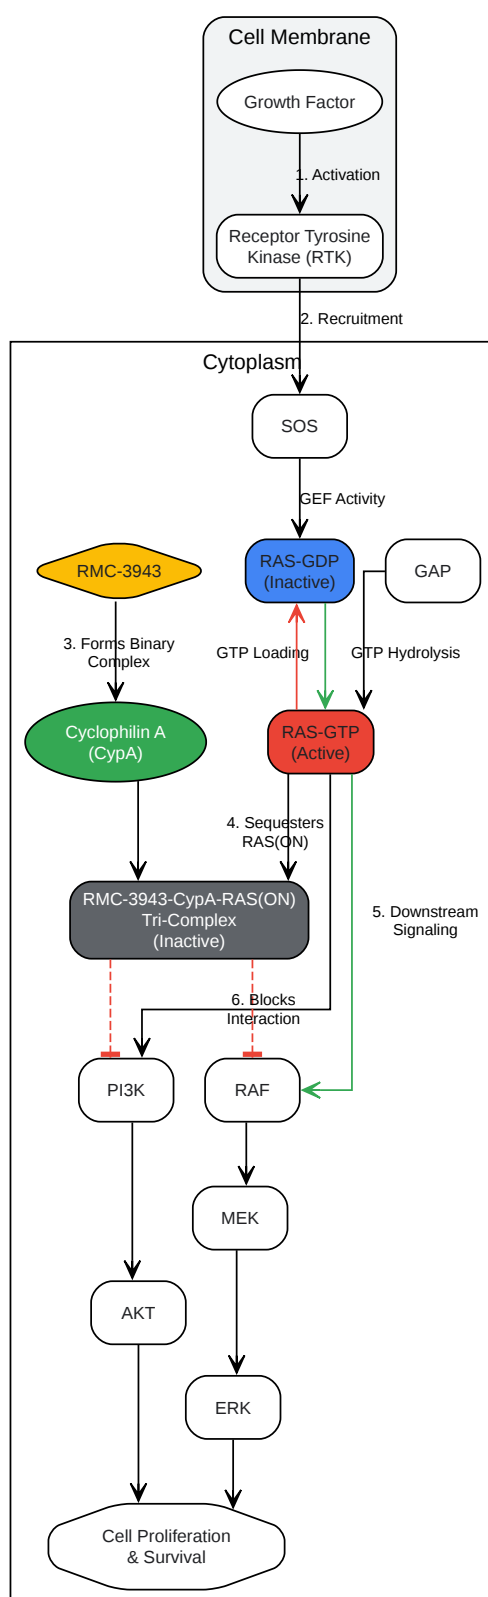 Cell Membrane
Growth Factor
1. Activation
Receptor Tyrosine
Kinase (RTK)
2. Recruitment
Cytoplasm
SOS
GEF Activity
RMC-3943
RAS-GDP
(Inactive)
GAP
3. Forms Binary
Complex
GTP Loading
GTP Hydrolysis
Cyclophilin A
(CypA)
RAS-GTP
(Active)
4. Sequesters
RAS(ON)
RMC-3943-CypA-RAS(ON)
Tri-Complex
(Inactive)
5. Downstream
Signaling
6. Blocks
Interaction
PI3K
RAF
MEK
AKT
ERK
Cell Proliferation
& Survival